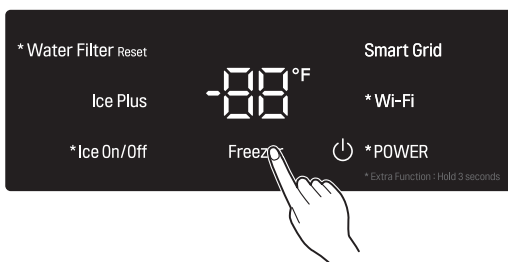 * Water Filter Reset
Ice Plus
*Ice On/Off
-88°F
Freezer
Smart Grid
* Wi-Fi
*POWER
* Extra Function : Hold 3 seconds